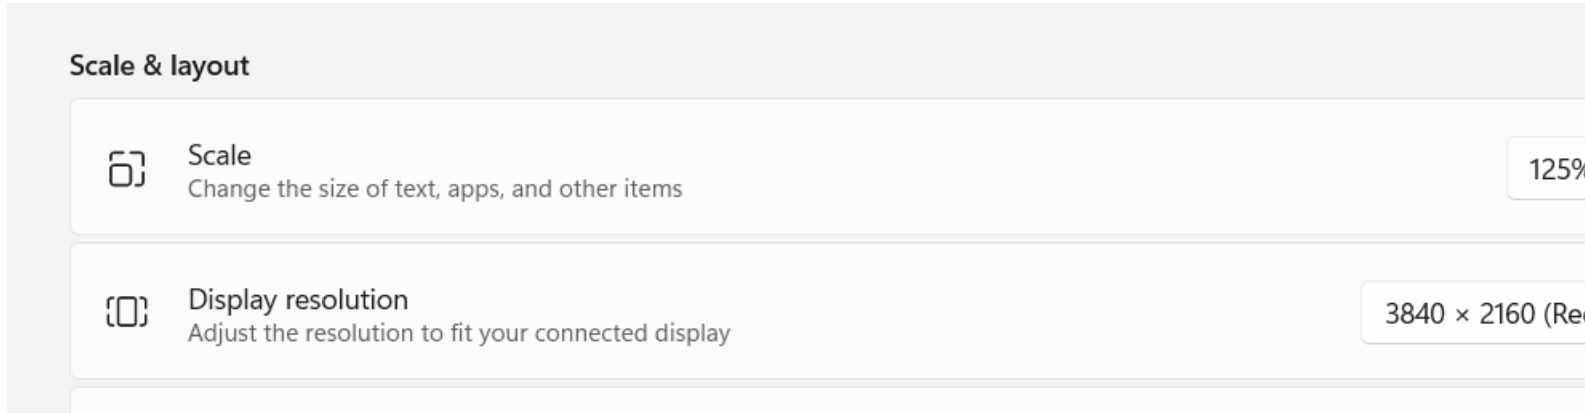 Scale & layout
Scale
Change the size of text, apps, and other items
125%
Display resolution
Adjust the resolution to fit your connected display
3840 × 2160